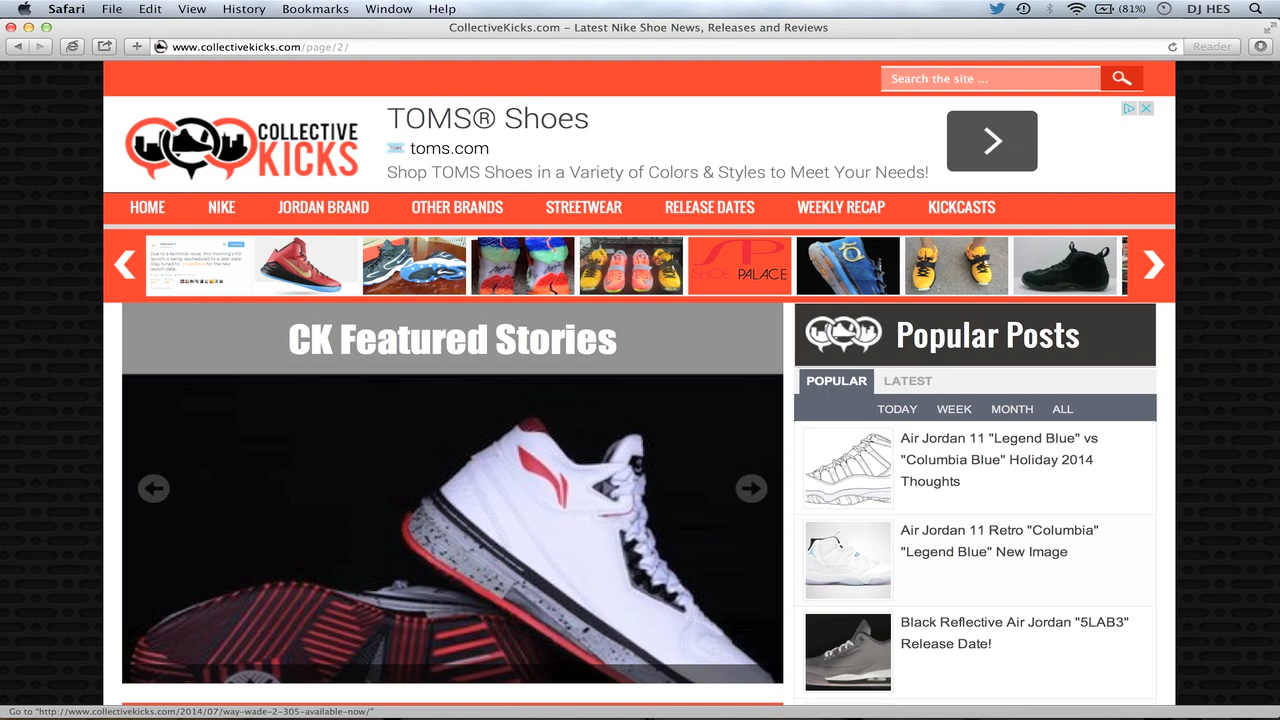 Safari File Edit View History Bookmarks Window Help (81%) DJ HES
CollectiveKicks.com – Latest Nike Shoe News, Releases and Reviews
www.collectivekicks.com/page/2/ Reader
Search the site ...
COLLECTIVE
KICKS
TOMS® Shoes
toms.com
Shop TOMS Shoes in a Variety of Colors & Styles to Meet Your Needs!
HOME NIKE JORDAN BRAND OTHER BRANDS STREETWEAR RELEASE DATES WEEKLY RECAP KICKCASTS
SP
SHOE PALACE
CK Featured Stories
Popular Posts
POPULAR LATEST
TODAY WEEK MONTH ALL
Air Jordan 11 "Legend Blue" vs
"Columbia Blue" Holiday 2014
Thoughts
Air Jordan 11 Retro "Columbia"
"Legend Blue" New Image
Black Reflective Air Jordan "5LAB3"
Release Date!
Go to "http://www.collectivekicks.com/2014/07/way-wade-2-305-available-now/"